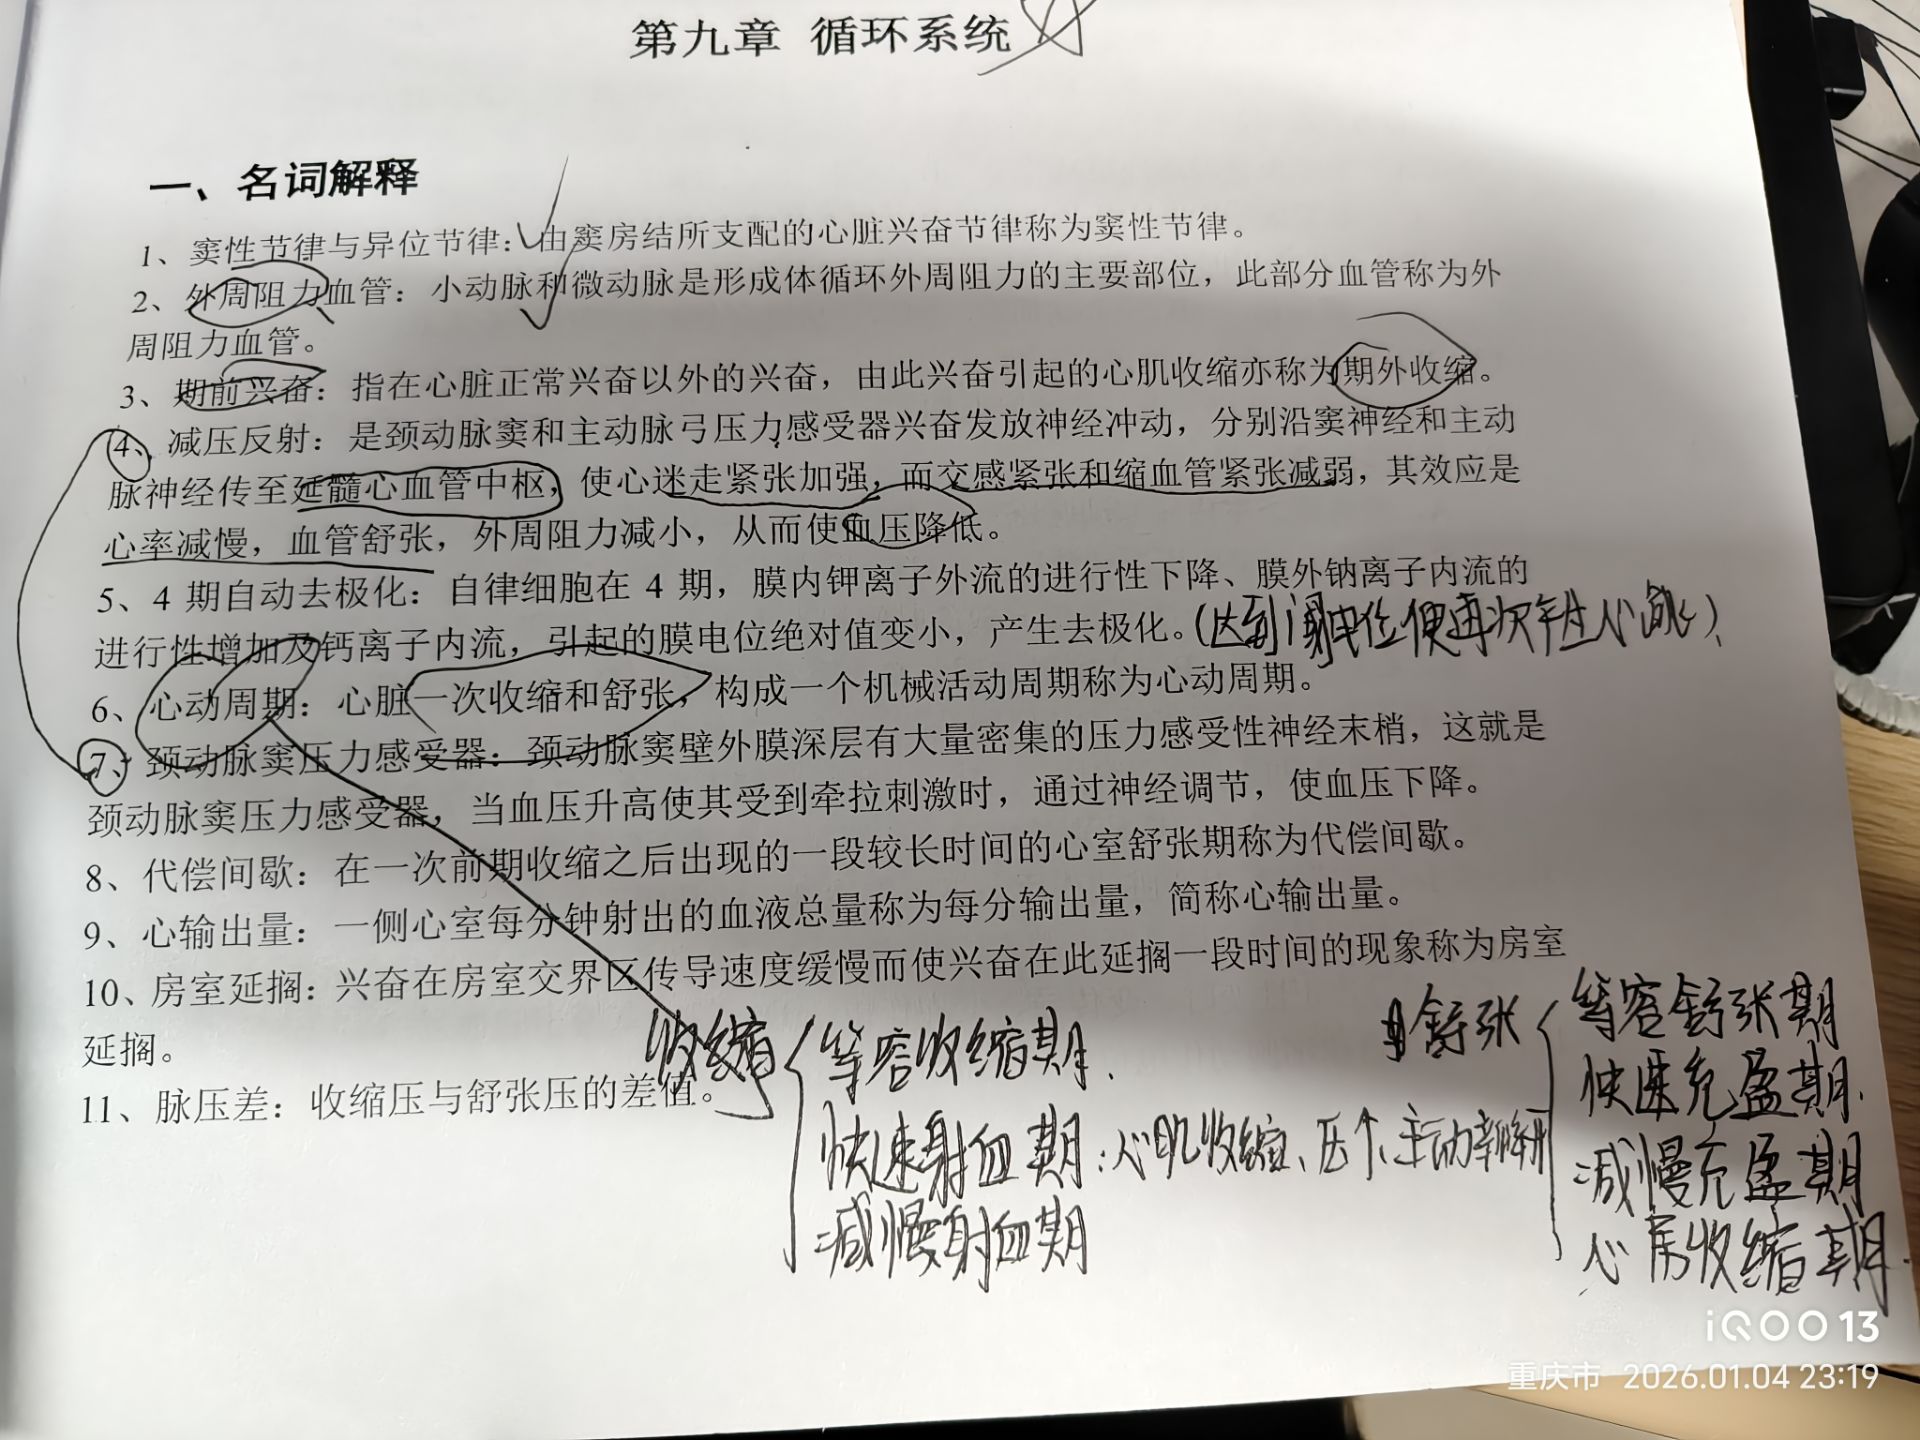 第九章 循环系统
一、名词解释
1、窦性节律与异位节律：由窦房结所支配的心脏兴奋节律称为窦性节律。
2、外周阻力血管：小动脉和微动脉是形成体循环外周阻力的主要部位，此部分血管称为外
周阻力血管。
3、期前兴奋：指在心脏正常兴奋以外的兴奋，由此兴奋引起的心肌收缩亦称为期外收缩。
4、减压反射：是颈动脉窦和主动脉弓压力感受器兴奋发放神经冲动，分别沿窦神经和主动
脉神经传至延髓心血管中枢，使心迷走紧张加强，而交感紧张和缩血管紧张减弱，其效应是
心率减慢，血管舒张，外周阻力减小，从而使血压降低。
5、4 期自动去极化：自律细胞在 4 期，膜内钾离子外流的进行性下降、膜外钠离子内流的
进行性增加及钙离子内流，引起的膜电位绝对值变小，产生去极化。(达到阈电位便再次产生心
6、心动周期：心脏一次收缩和舒张，构成一个机械活动周期称为心动周期。
7、颈动脉窦压力感受器：颈动脉窦壁外膜深层有大量密集的压力感受性神经末梢，这就是
颈动脉窦压力感受器，当血压升高使其受到牵拉刺激时，通过神经调节，使血压下降。
8、代偿间歇：在一次前期收缩之后出现的一段较长时间的心室舒张期称为代偿间歇。
9、心输出量：一侧心室每分钟射出的血液总量称为每分输出量，简称心输出量。
10、房室延搁：兴奋在房室交界区传导速度缓慢而使兴奋在此延搁一段时间的现象称为房室
延搁。
11、脉压差：收缩压与舒张压的差值。
收缩
等容收缩期
快速射血期：心肌收缩、压↑、主动
减慢射血期
舒张
等容舒张期
快速充盈期
减慢充盈期
心房收缩期
iQOO 13
重庆市 2026.01.04 23:19